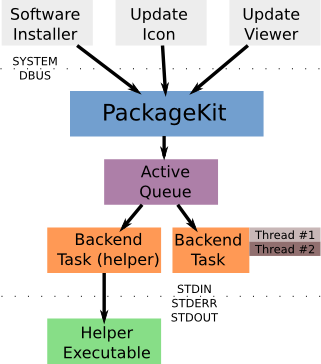 Software
Installer
Update
Icon
Update
Viewer
SYSTEM
DBUS
PackageKit
Active
Queue
Backend
Task (helper)
Backend
Task
Thread #1
Thread #2
STDIN
STDERR
STDOUT
Helper
Executable